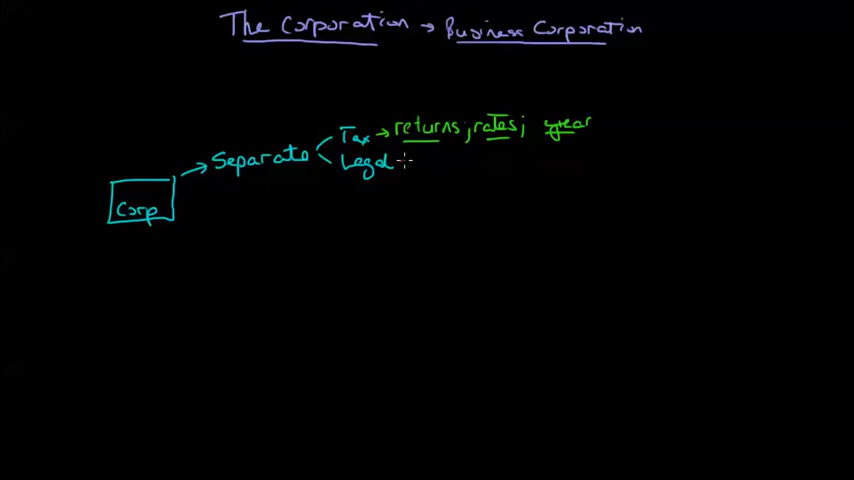 The Corporation → Business Corporation
Tax → returns; rates; year
Separate
Legal
Corp